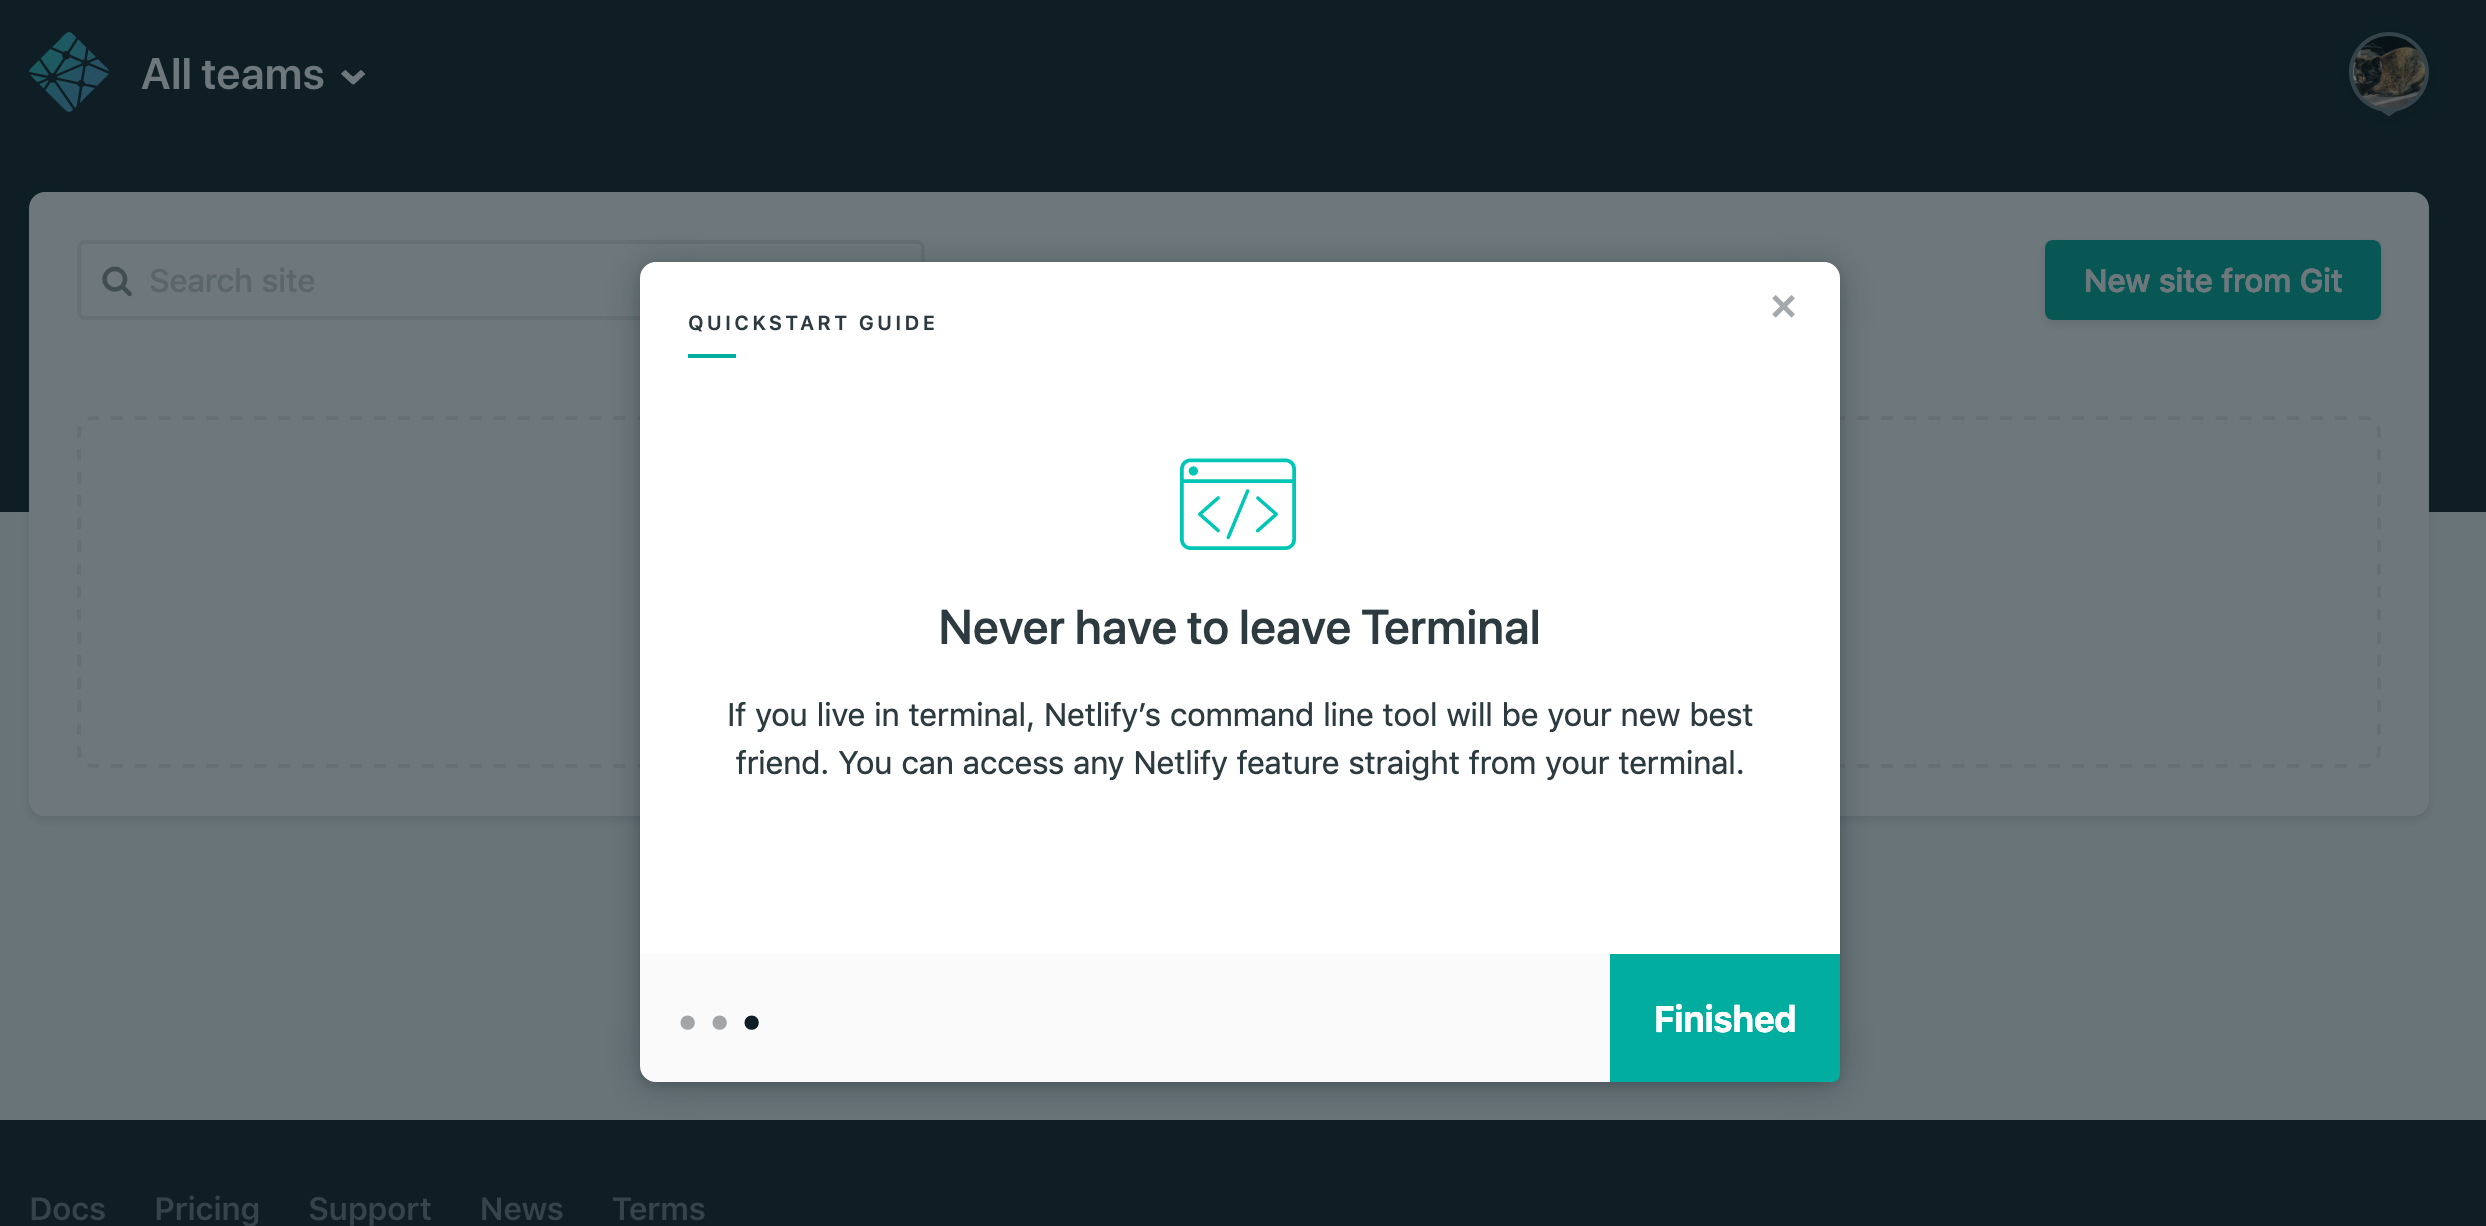 All teams
Search site
New site from Git
QUICKSTART GUIDE
Never have to leave Terminal
If you live in terminal, Netlify’s command line tool will be your new best
friend. You can access any Netlify feature straight from your terminal.
Finished
Docs Pricing Support News Terms